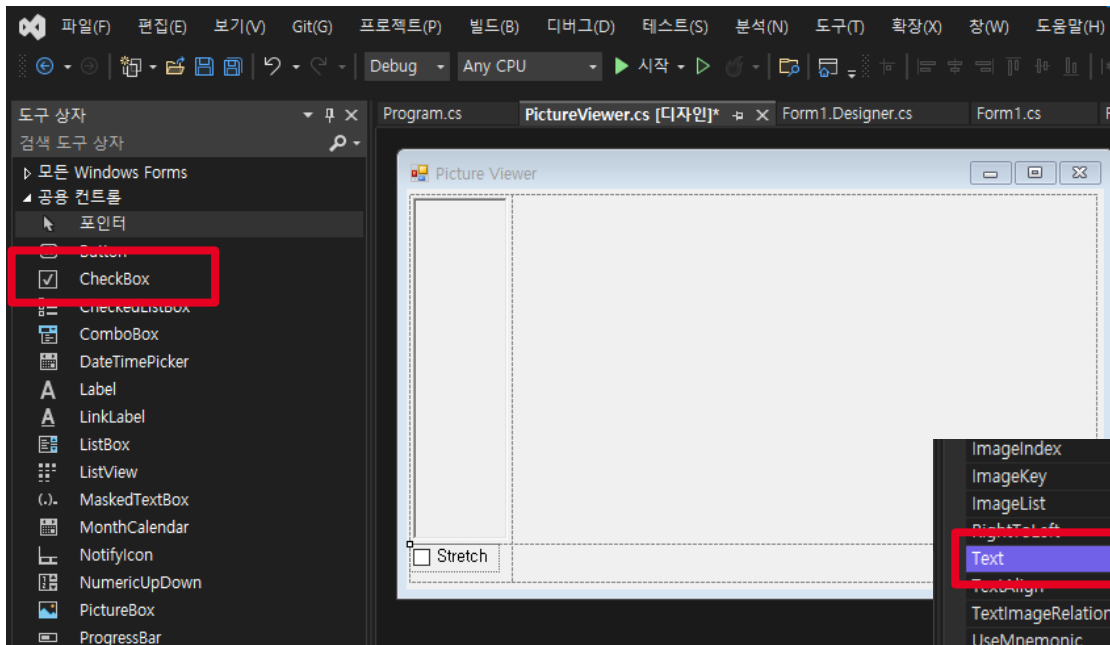 파일(F) 편집(E) 보기(V) Git(G) 프로젝트(P) 빌드(B) 디버그(D) 테스트(S) 분석(N) 도구(T) 확장(X) 창(W) 도움말(H)
Debug Any CPU 시작
도구 상자
Program.cs PictureViewer.cs [디자인]* Form1.Designer.cs Form1.cs
검색 도구 상자
모든 Windows Forms
공용 컨트롤
포인터
Button
CheckBox
CheckedListBox
ComboBox
DateTimePicker
Label
LinkLabel
ListBox
ListView
MaskedTextBox
MonthCalendar
NotifyIcon
NumericUpDown
PictureBox
ProgressBar
Picture Viewer
Stretch
ImageIndex
ImageKey
ImageList
RightToLeft
Text
TextAlign
TextImageRelation
UseMnemonic